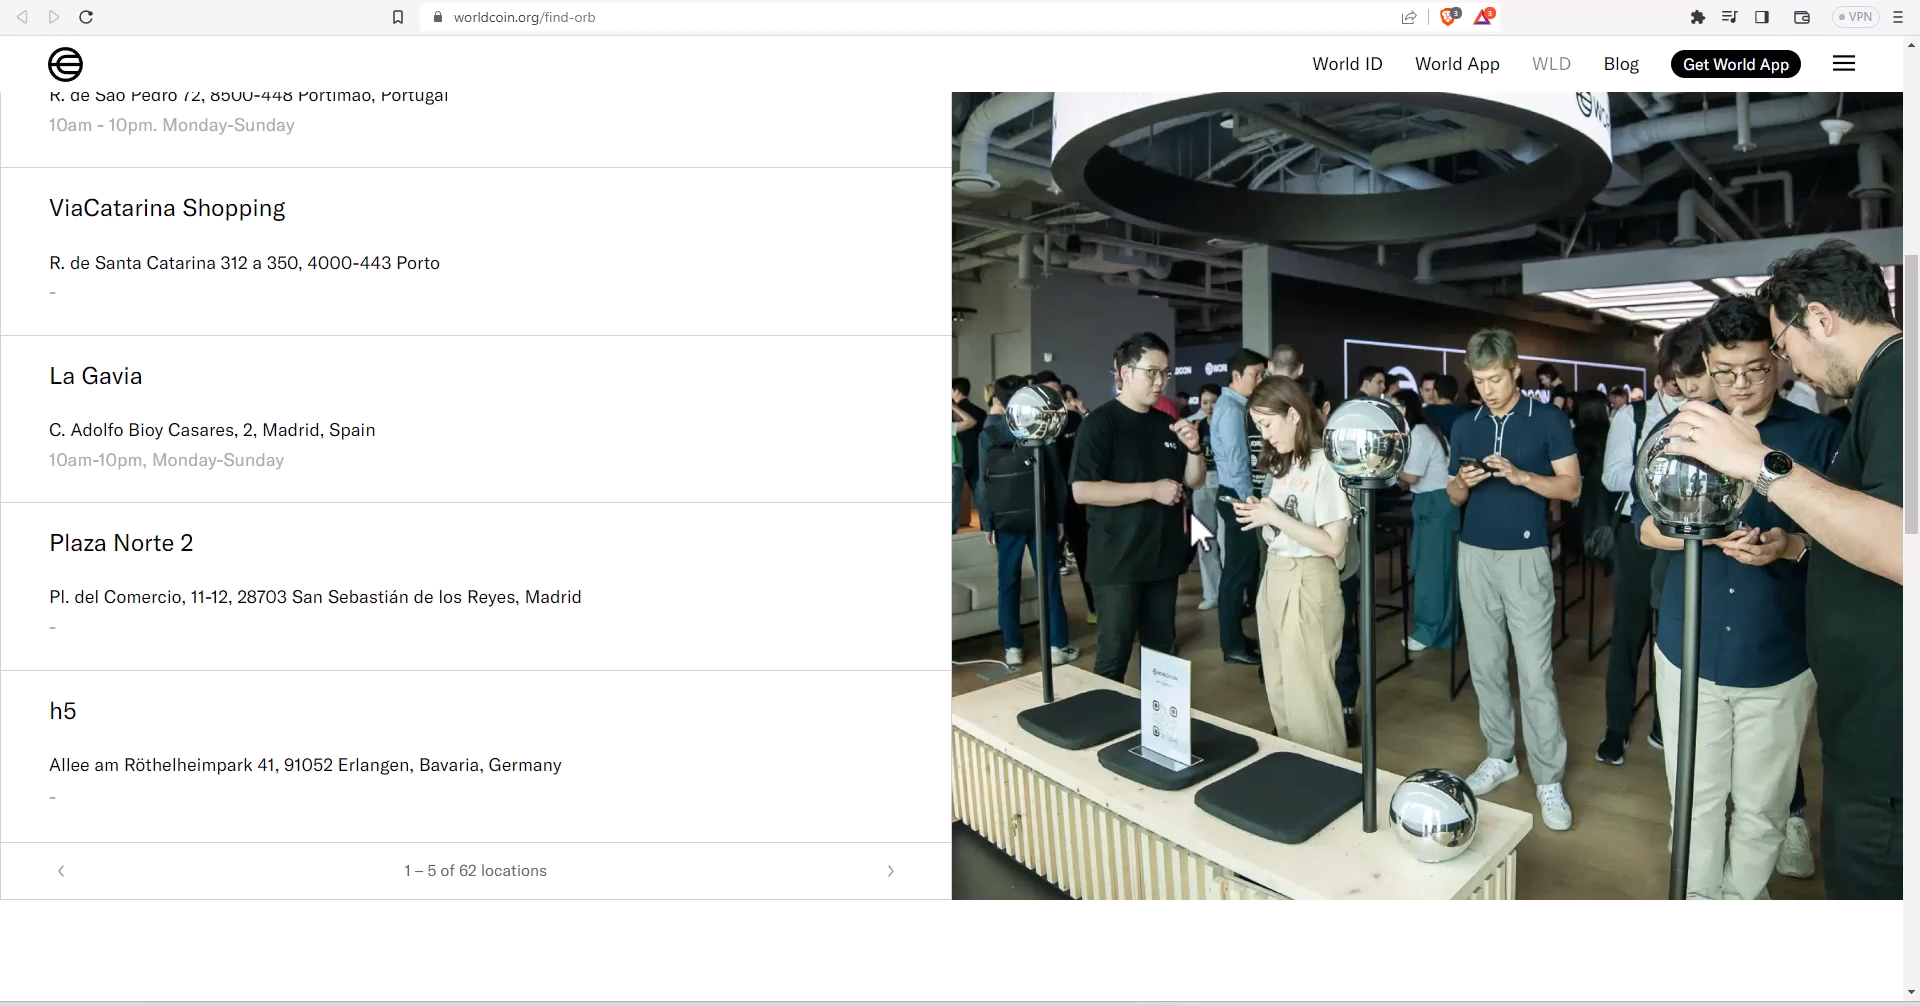 worldcoin.org/find-orb
3
3
VPN
World ID
World App
WLD
Blog
Get World App
R. de São Pedro 72, 8500-448 Portimão, Portugal
10am - 10pm. Monday-Sunday
ViaCatarina Shopping
R. de Santa Catarina 312 a 350, 4000-443 Porto
-
La Gavia
C. Adolfo Bioy Casares, 2, Madrid, Spain
10am-10pm, Monday-Sunday
Plaza Norte 2
Pl. del Comercio, 11-12, 28703 San Sebastián de los Reyes, Madrid
-
h5
Allee am Röthelheimpark 41, 91052 Erlangen, Bavaria, Germany
-
1 – 5 of 62 locations
WORLDCOIN